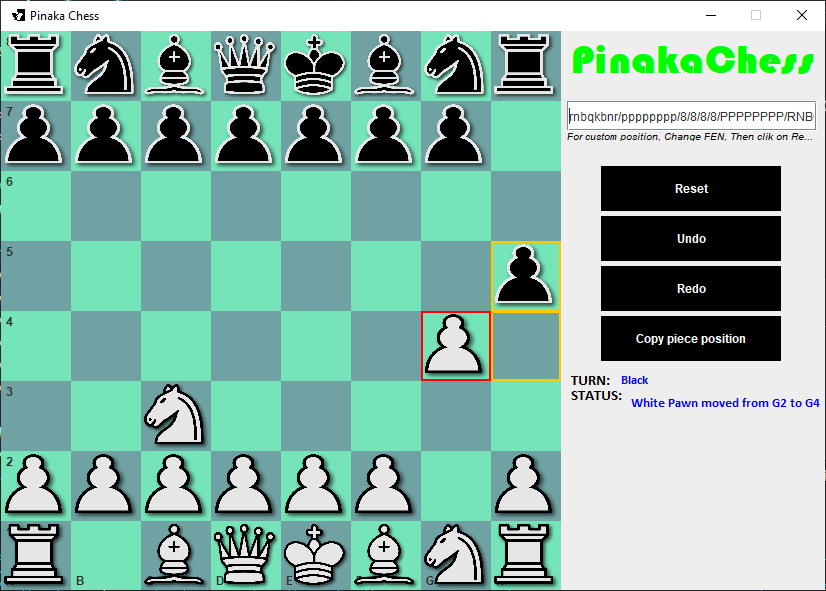 Pinaka Chess
PinakaChess
rnbqkbnr/pppppppp/8/8/8/8/PPPPPPPP/RNB
For custom position, Change FEN, Then clik on Re...
7
6
5
4
3
2
B
D
E
G
Reset
Undo
Redo
Copy piece position
TURN: Black
STATUS: White Pawn moved from G2 to G4